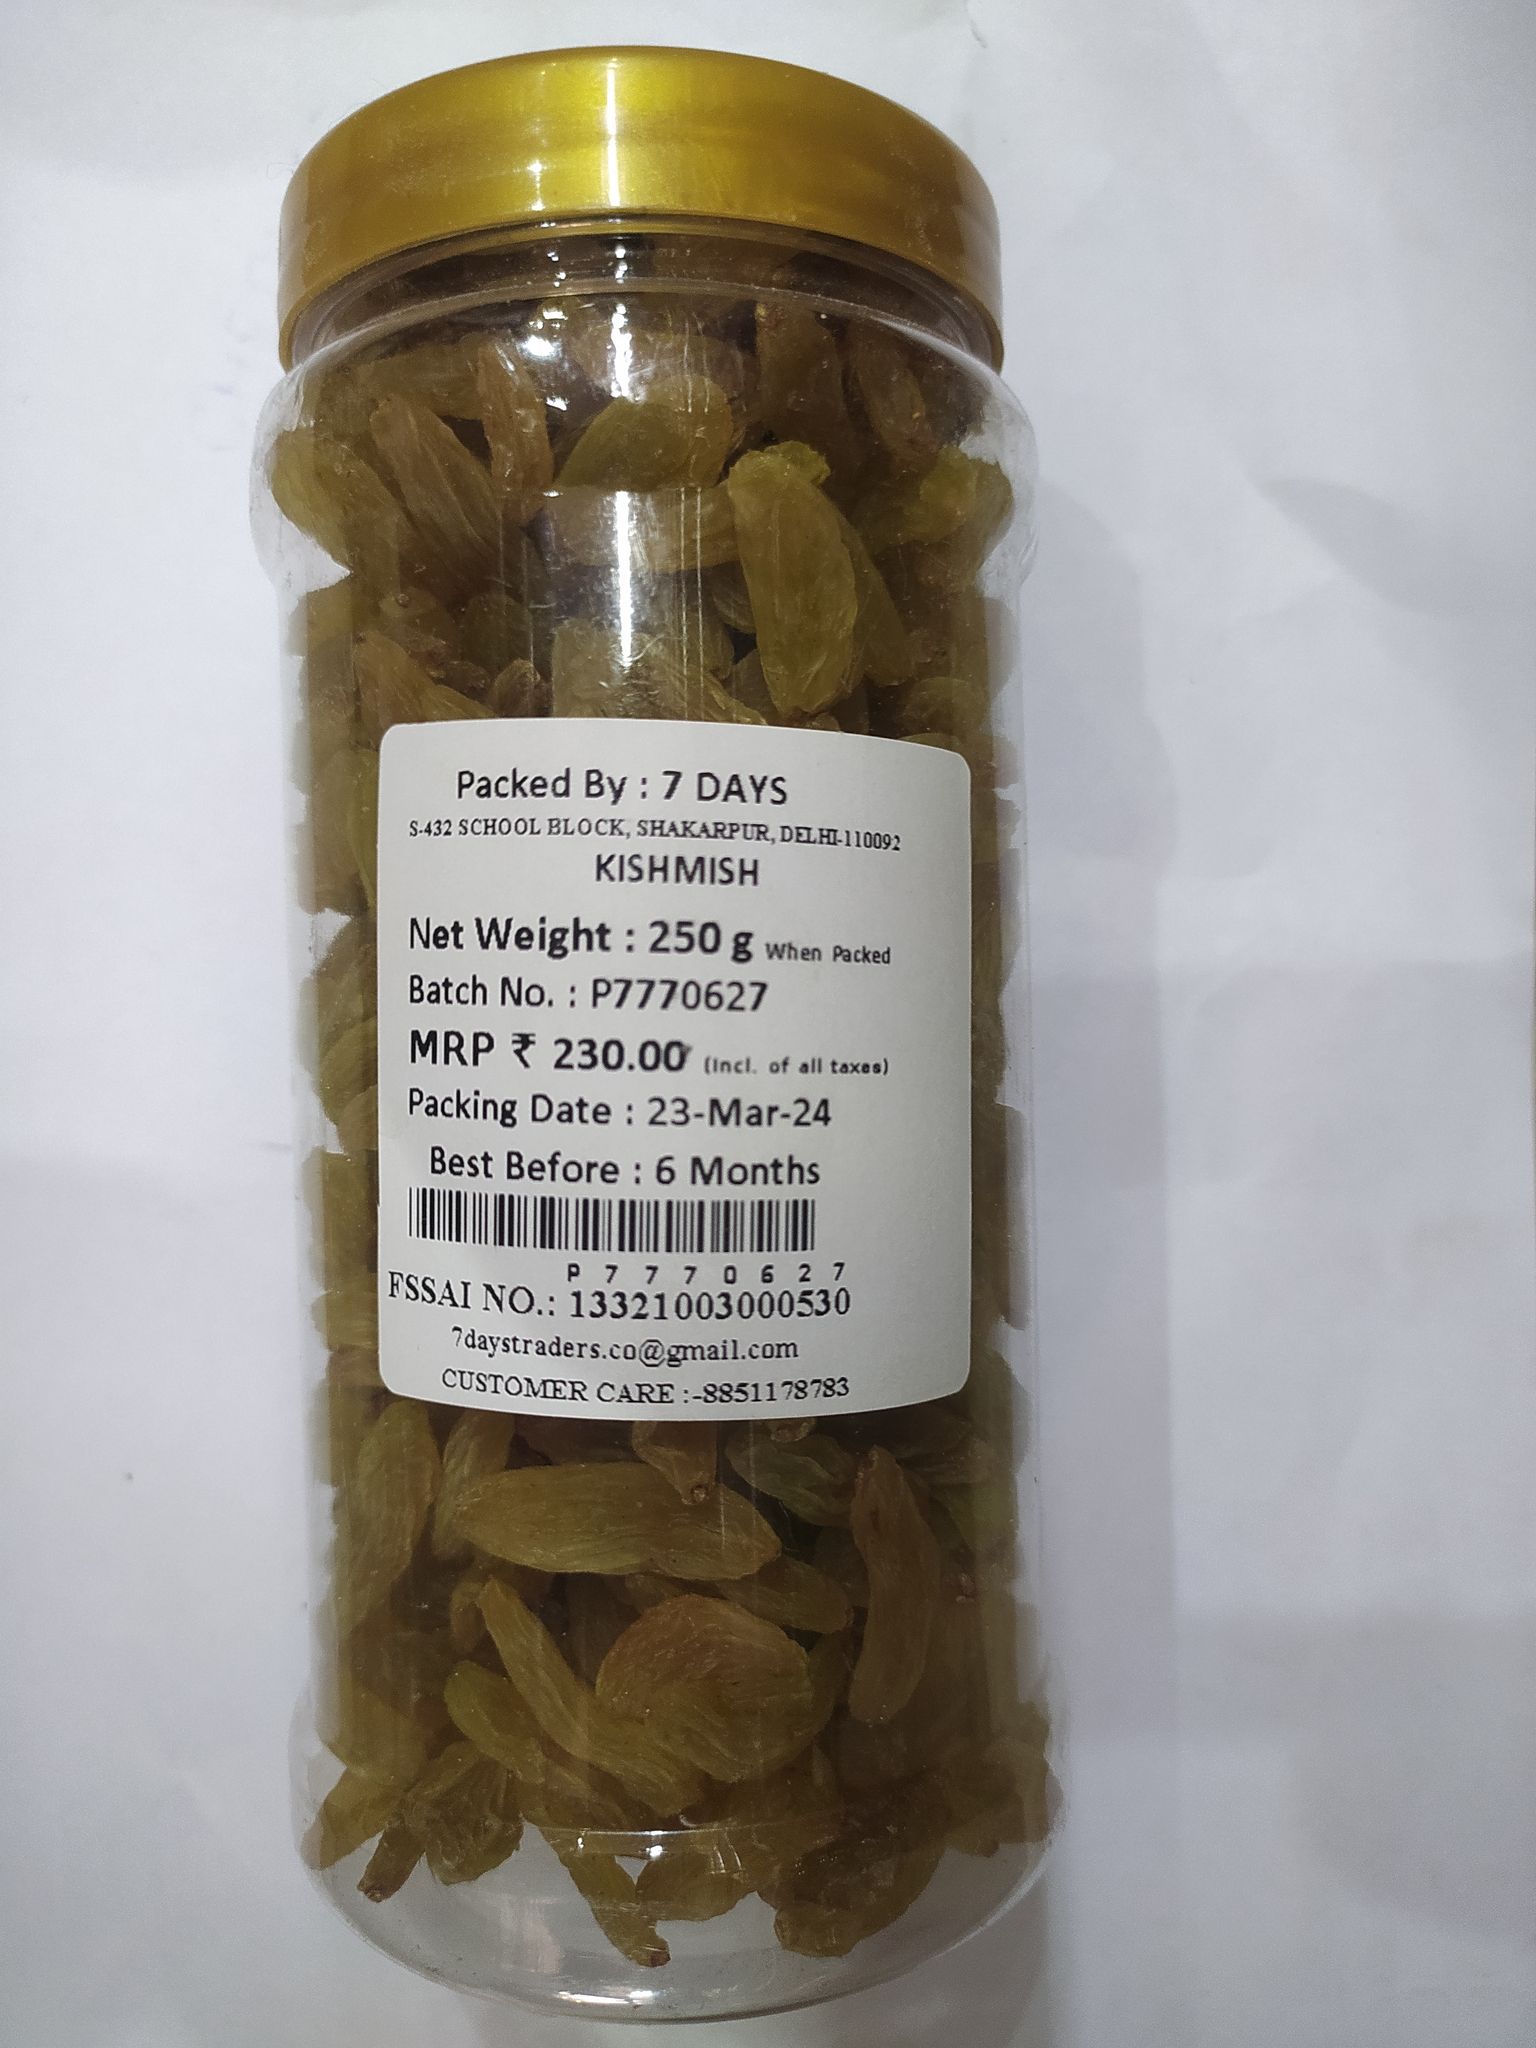 Packed By : 7 DAYS
S-432 SCHOOL BLOCK, SHAKARPUR, DELHI-110092
KISHMISH
Net Weight : 250 g When Packed
Batch No. : P7770627
MRP ₹ 230.00 (Incl. of all taxes)
Packing Date : 23-Mar-24
Best Before : 6 Months
P7770627
FSSAI NO.: 13321003000530
7daystraders.co@gmail.com
CUSTOMER CARE :-8851178783